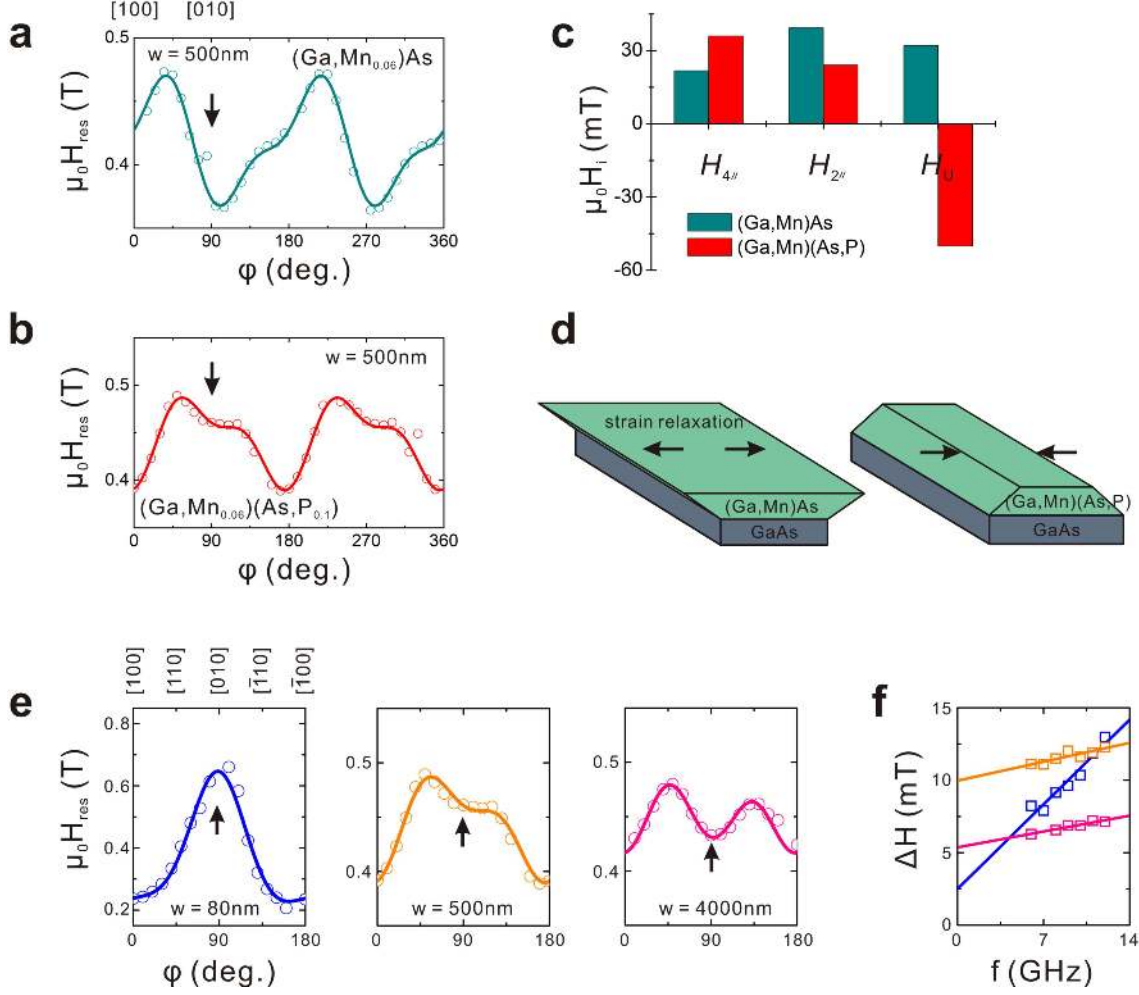 [100] [010]
a
0.5
w = 500nm
(Ga,Mn0.06)As
μ0Hres (T)
0.4
0 90 180 270 360
φ (deg.)
b
w = 500nm
0.5
μ0Hres (T)
0.4
(Ga,Mn0.06)(As,P0.1)
0 90 180 270 360
φ (deg.)
c
30
0
-30
-60
μ0Hi (mT)
H4// H2// HU
(Ga,Mn)As
(Ga,Mn)(As,P)
d
strain relaxation
(Ga,Mn)As
GaAs
(Ga,Mn)(As,P)
GaAs
e
[100] [110] [010] [1̄10] [1̄00]
0.8
0.6
0.4
0.2
μ0Hres (T)
w = 80nm
0 90 180
φ (deg.)
0.5
0.4
w = 500nm
0 90 180
φ (deg.)
0.5
0.4
w = 4000nm
0 90 180
φ (deg.)
f
15
10
5
0
ΔH (mT)
0 7 14
f (GHz)